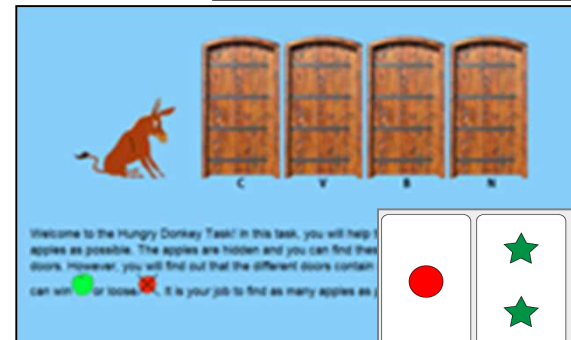 C V B N
Welcome to the Hungry Donkey Task! In this task, you will help t
apples as possible. The apples are hidden and you can find thes
doors. However, you will find out that the different doors contain
can win or loose . It is your job to find as many apples as p